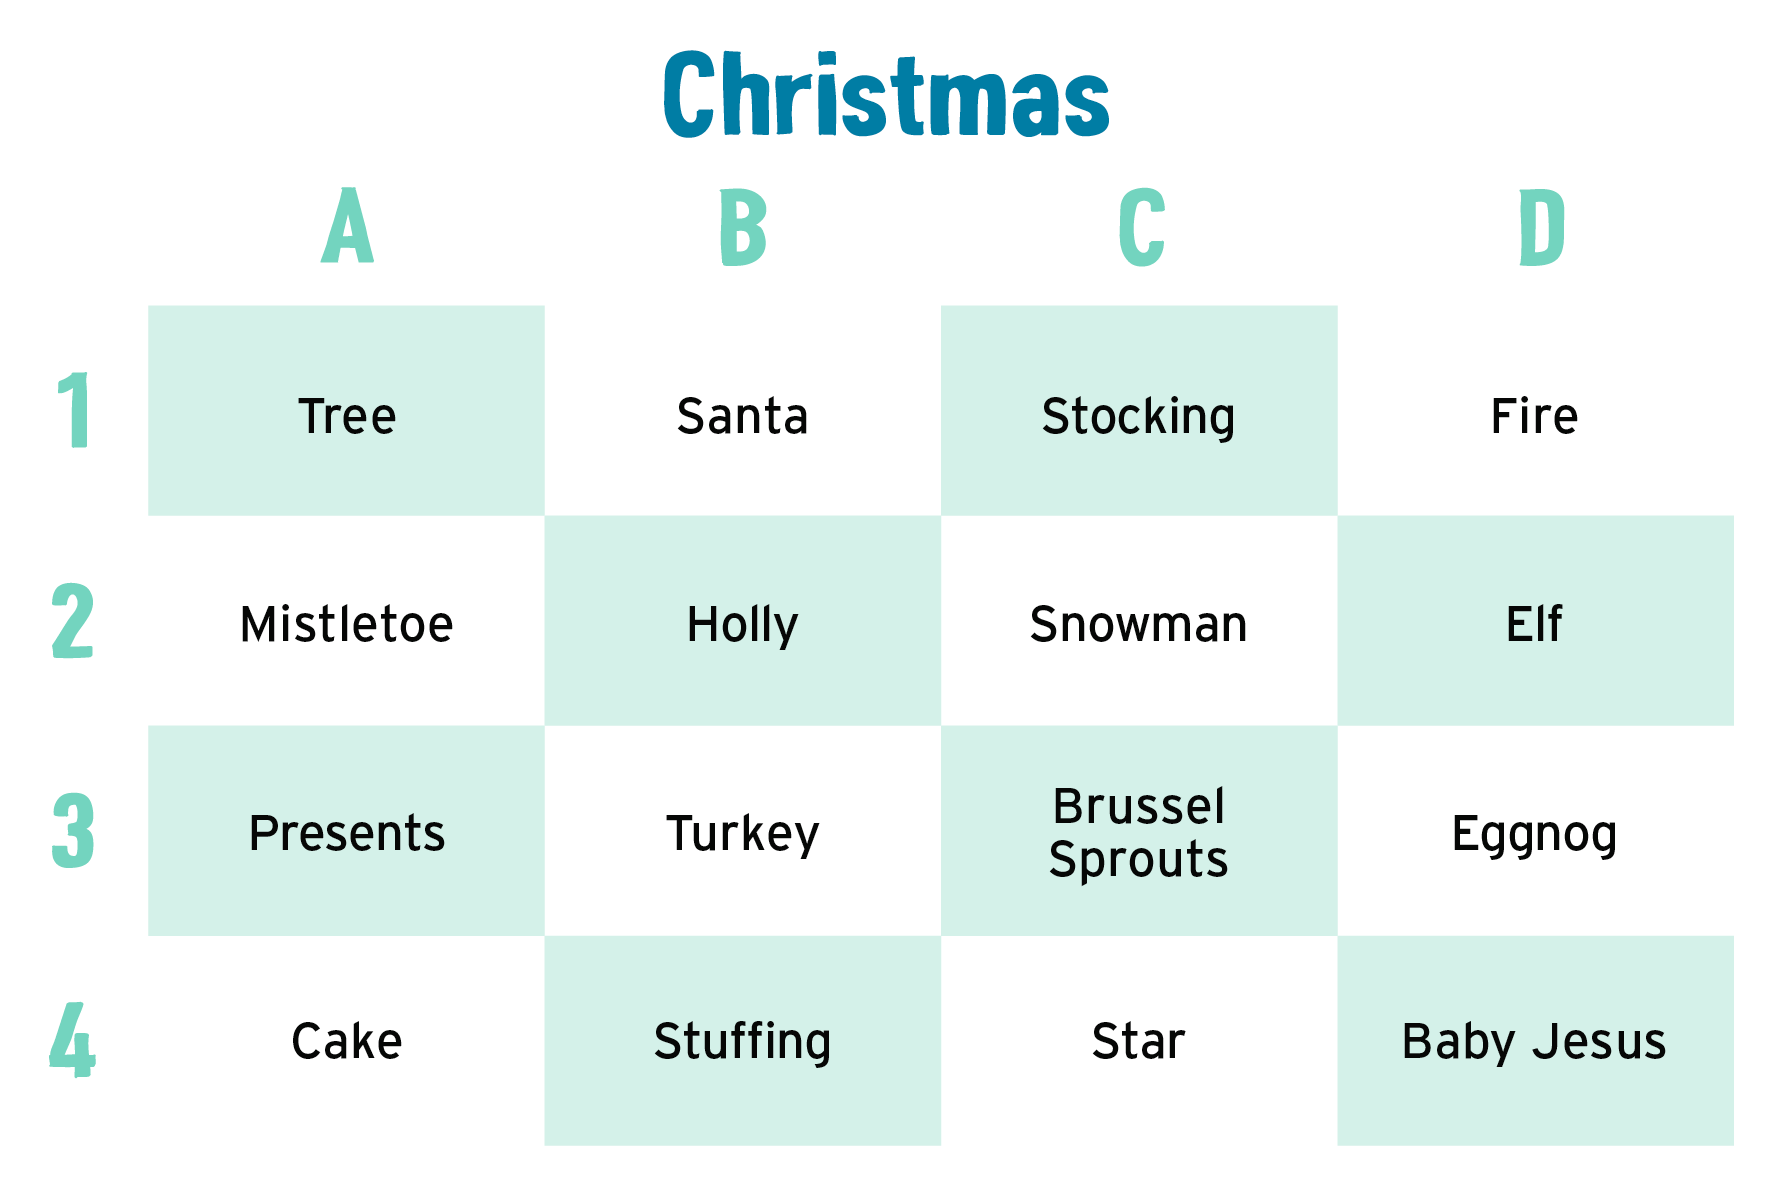 Christmas
A B C D
1 Tree Santa Stocking Fire
2 Mistletoe Holly Snowman Elf
3 Presents Turkey Brussel Sprouts Eggnog
4 Cake Stuffing Star Baby Jesus